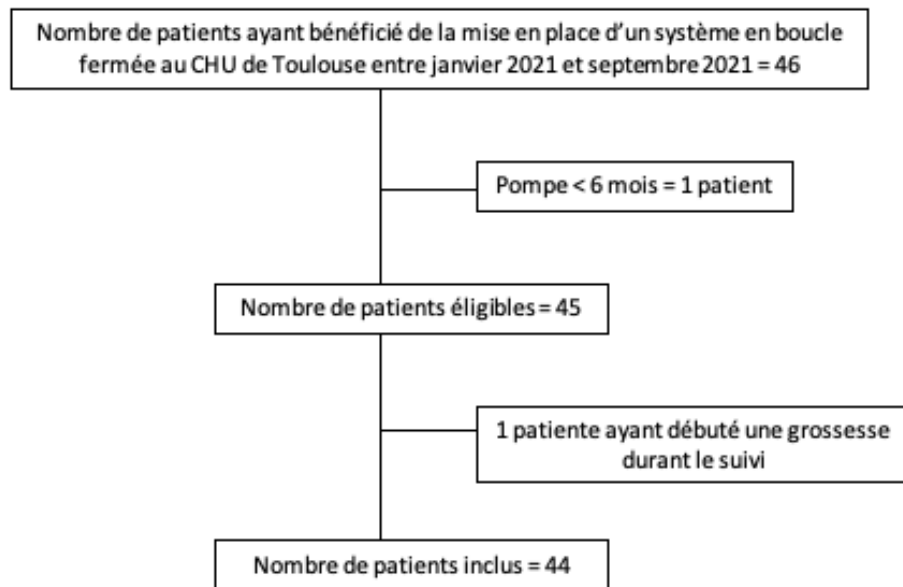 Nombre de patients ayant bénéficié de la mise en place d'un système en boucle
fermée au CHU de Toulouse entre janvier 2021 et septembre 2021 = 46
Pompe < 6 mois = 1 patient
Nombre de patients éligibles = 45
1 patiente ayant débuté une grossesse
durant le suivi
Nombre de patients inclus = 44